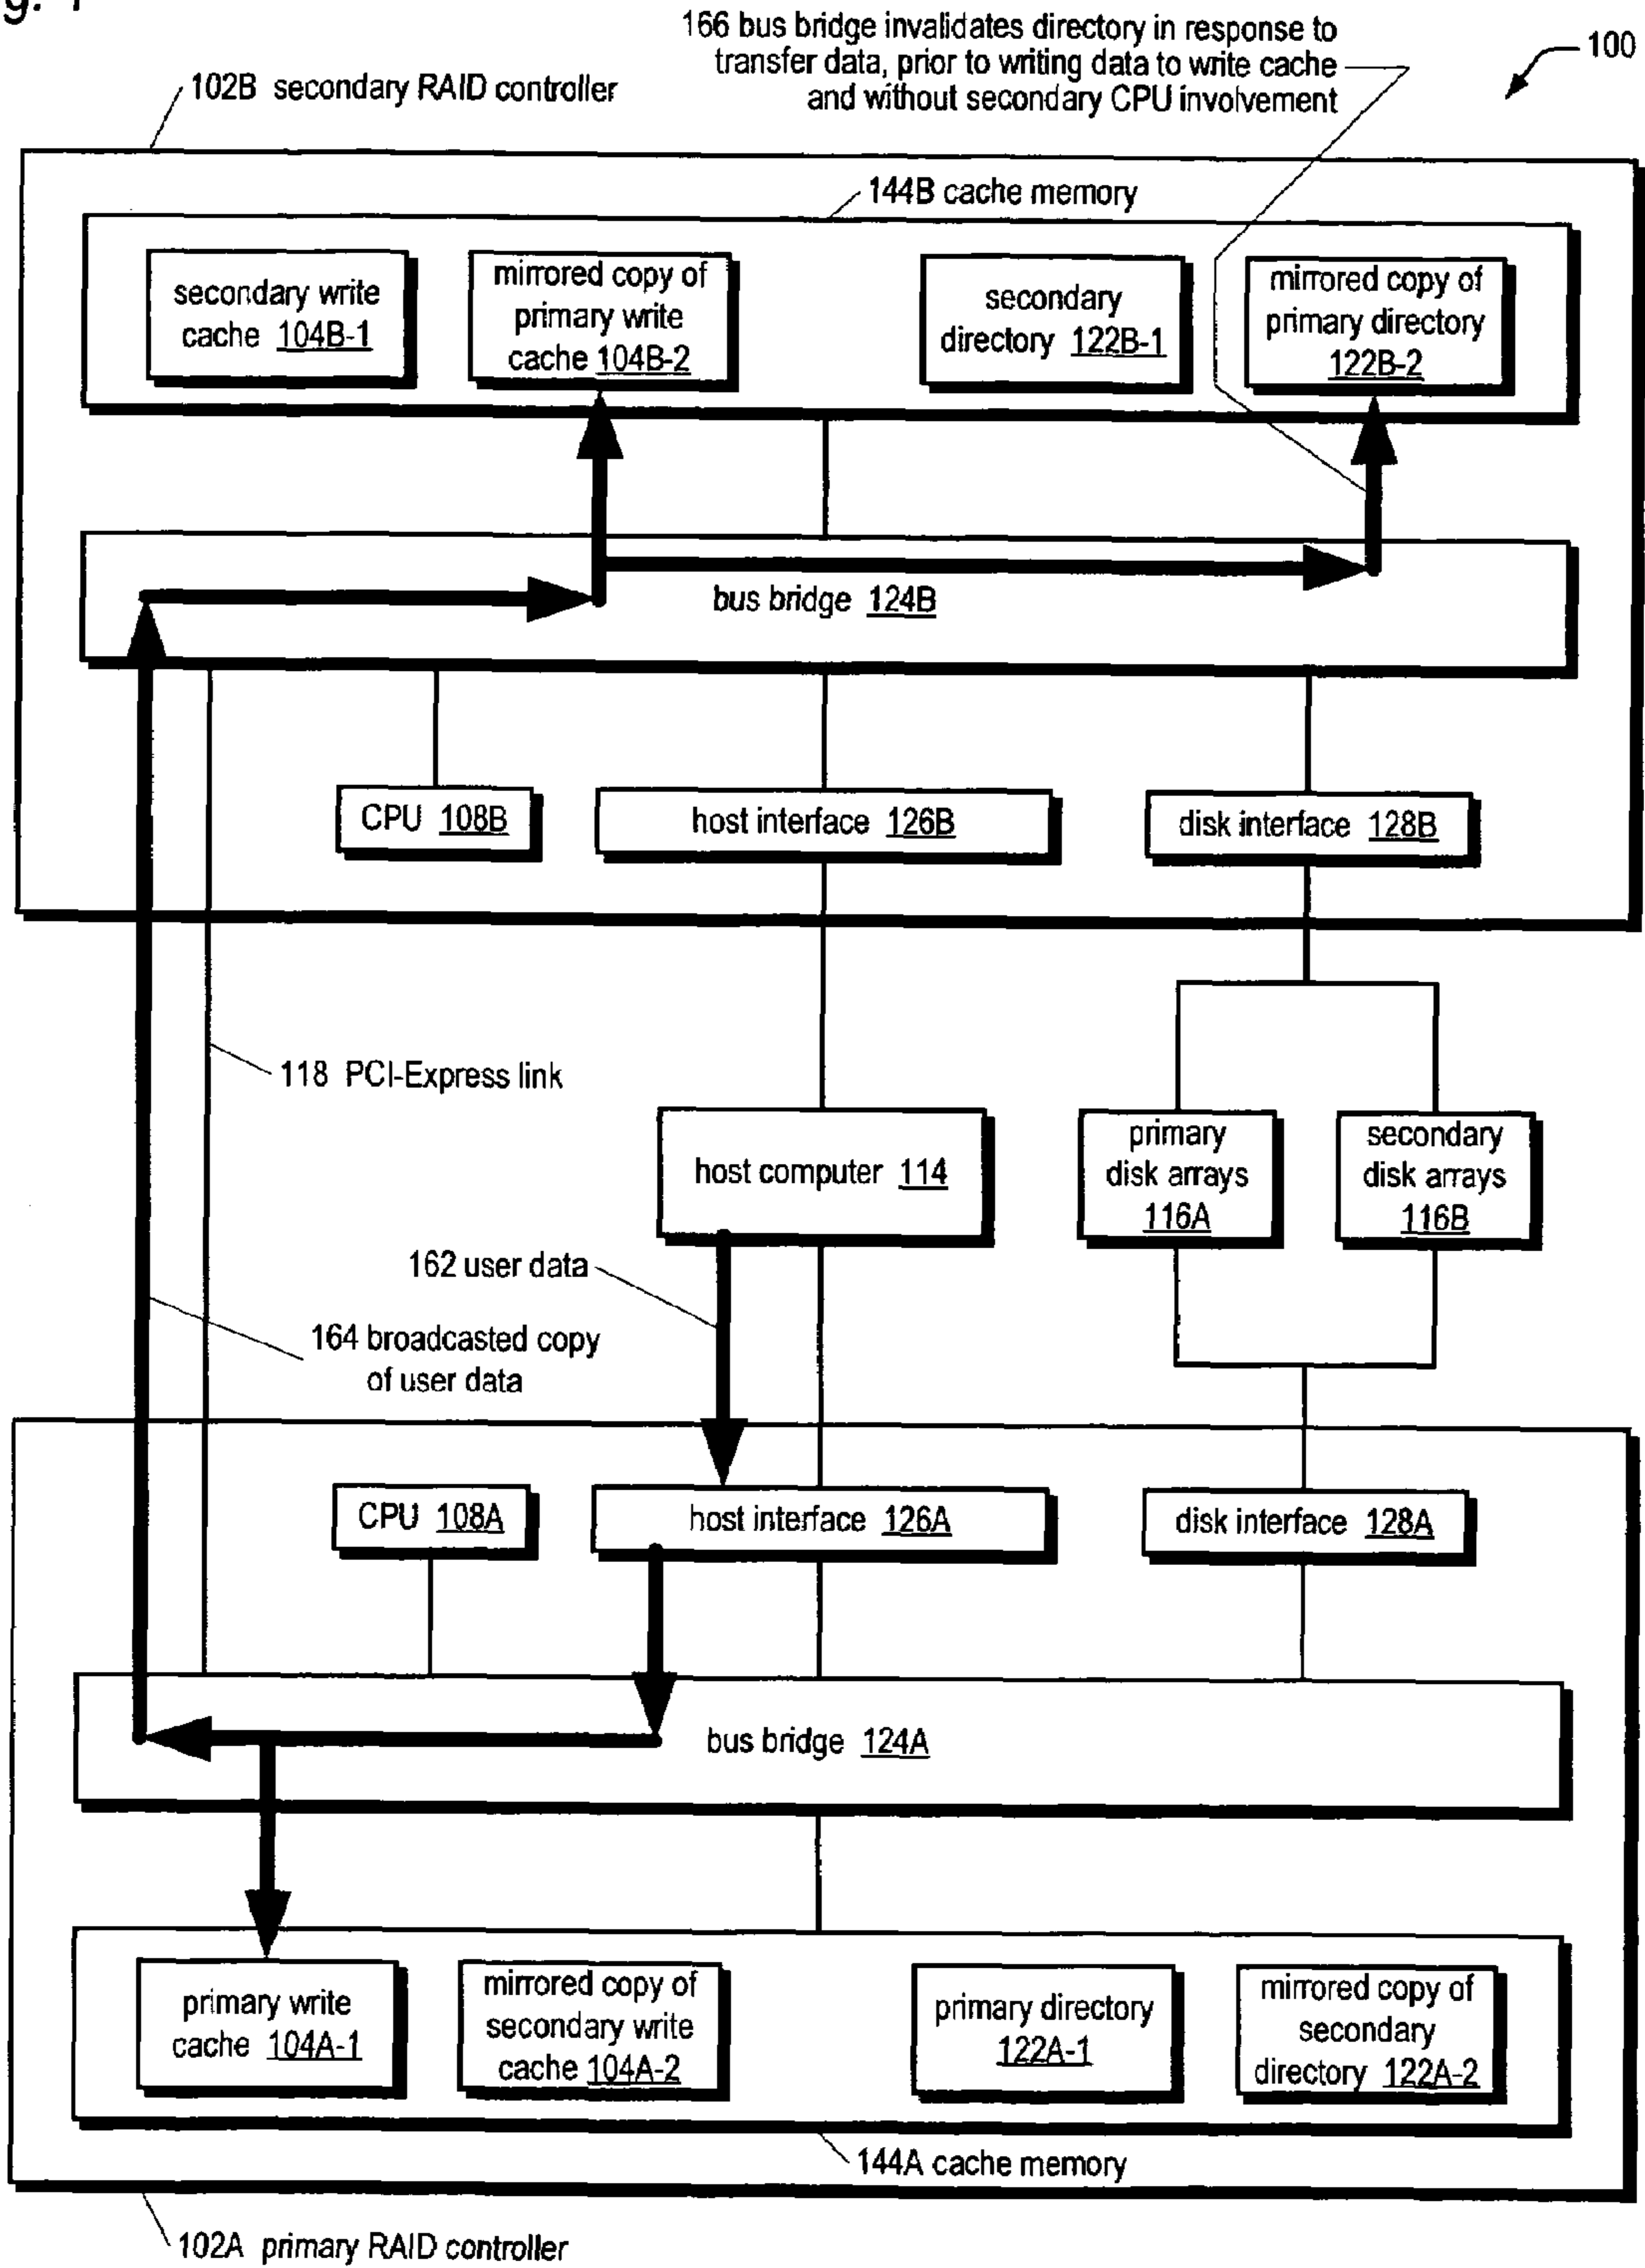 166 bus bridge invalidates directory in response to
transfer data, prior to writing data to write cache
and without secondary CPU involvement
100
102B secondary RAID controller
144B cache memory
secondary write
cache 104B-1
mirrored copy of
primary write
cache 104B-2
secondary
directory 122B-1
mirrored copy of
primary directory
122B-2
bus bridge 124B
CPU 108B
host interface 126B
disk interface 128B
118 PCI-Express link
host computer 114
primary
disk arrays
116A
secondary
disk arrays
116B
162 user data
164 broadcasted copy
of user data
CPU 108A
host interface 126A
disk interface 128A
bus bridge 124A
primary write
cache 104A-1
mirrored copy of
secondary write
cache 104A-2
primary directory
122A-1
mirrored copy of
secondary
directory 122A-2
144A cache memory
102A primary RAID controller